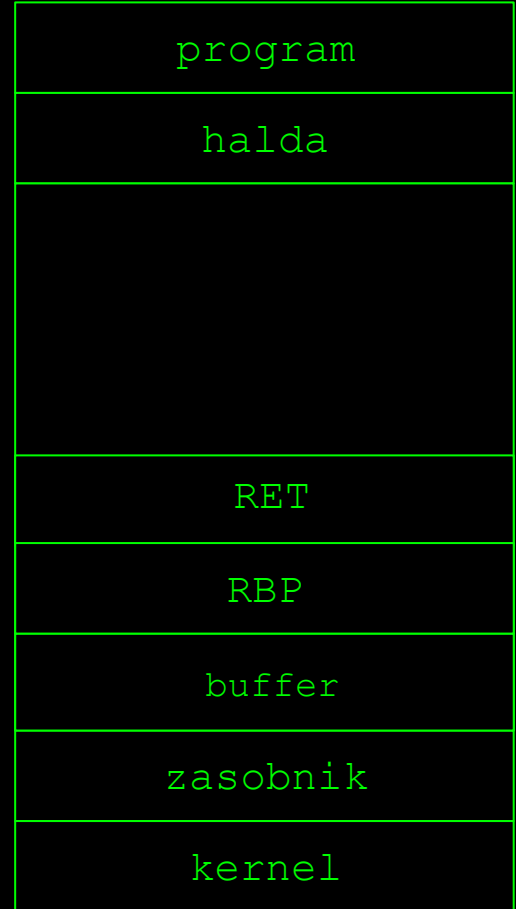 program
halda
RET
RBP
buffer
zasobnik
kernel